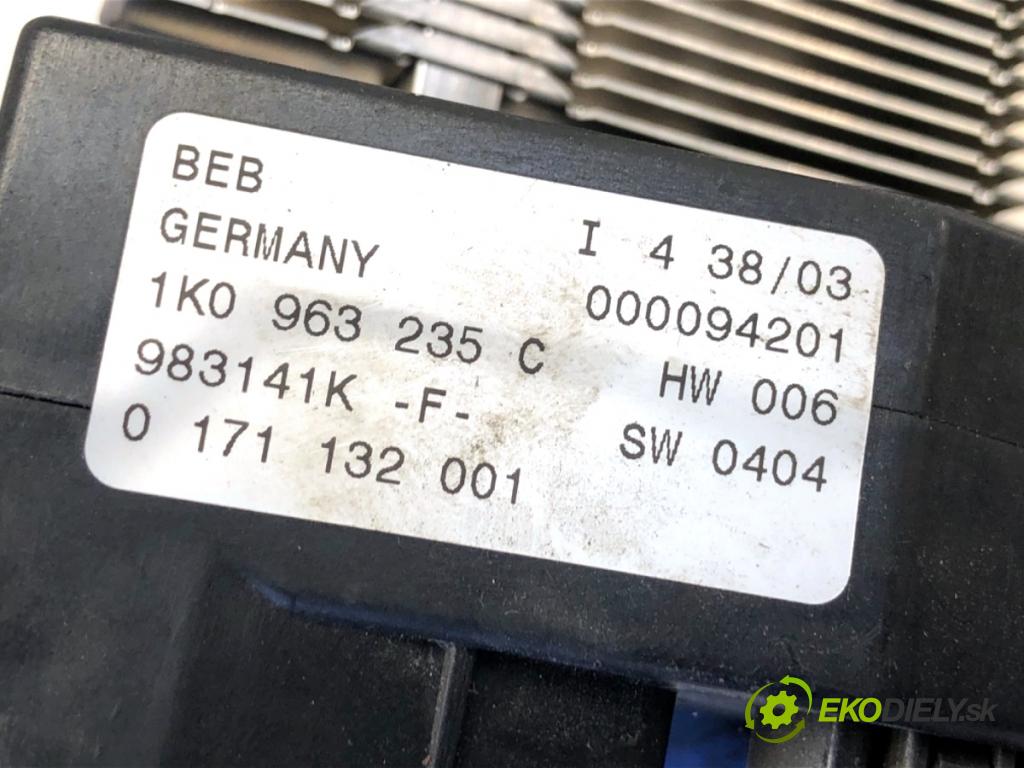 BEB
GERMANY
I 4 38/03
1K0 963 235 C
000094201
983141K -F-
HW 006
0 171 132 001
SW 0404
EKODIELY.sk